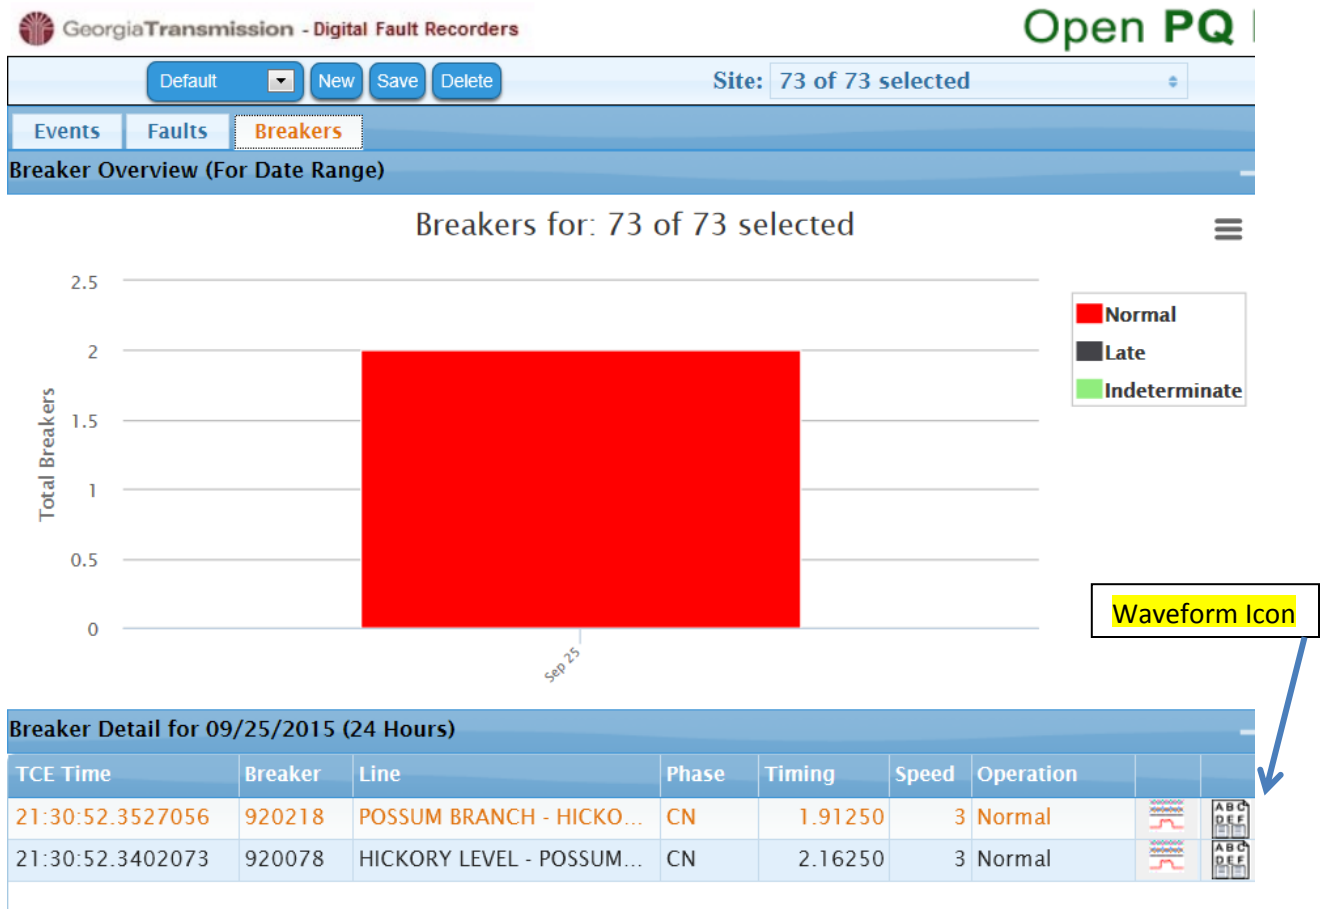 GeorgiaTransmission - Digital Fault Recorders
Open PQ
Default New Save Delete Site: 73 of 73 selected
Events Faults Breakers
Breaker Overview (For Date Range)
Breakers for: 73 of 73 selected
2.5
2
1.5
1
0.5
0
Total Breakers
Sep 25
Normal
Late
Indeterminate
Waveform Icon
Breaker Detail for 09/25/2015 (24 Hours)
TCE Time Breaker Line Phase Timing Speed Operation
21:30:52.3527056 920218 POSSUM BRANCH - HICKO... CN 1.91250 3 Normal ABC
DEF
21:30:52.3402073 920078 HICKORY LEVEL - POSSUM... CN 2.16250 3 Normal ABC
DEF